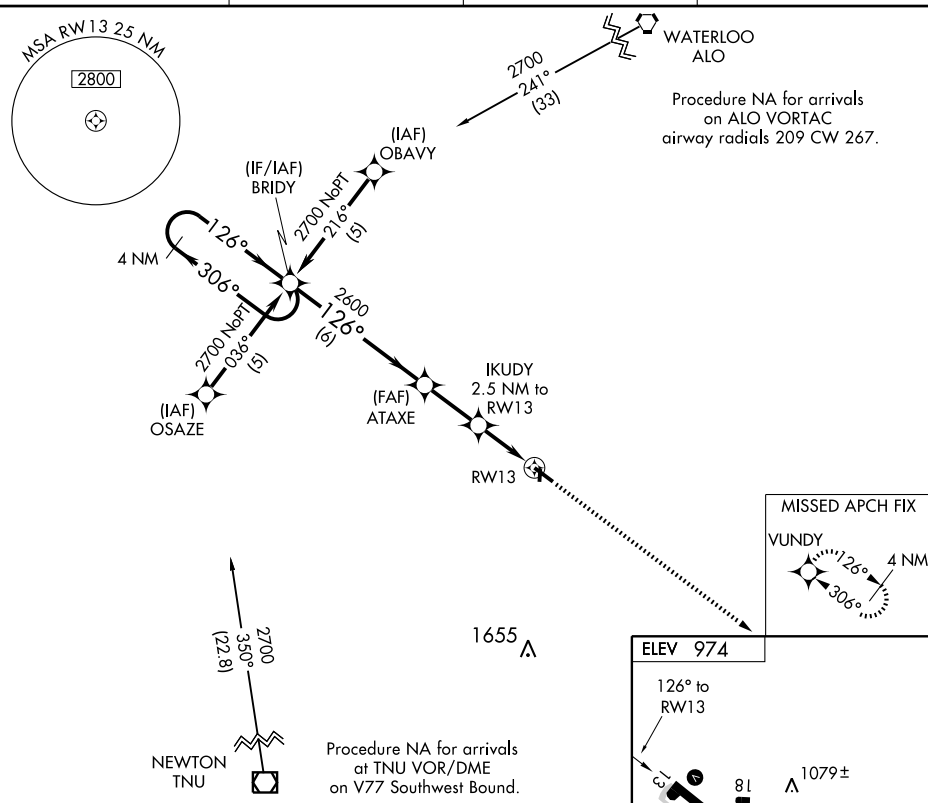 MSA RW13 25 NM
2800
WATERLOO
ALO
2700
241°
(33)
Procedure NA for arrivals
on ALO VORTAC
airway radials 209 CW 267.
(IAF)
OBAVY
(IF/IAF)
BRIDY
2700 NoPT
216°
(5)
126°
4 NM
306°
2700 NoPT
036°
(5)
(IAF)
OSAZE
2600
126°
(6)
(FAF)
ATAXE
IKUDY
2.5 NM to
RW13
RW13
MISSED APCH FIX
VUNDY
126°
4 NM
306°
2700
350°
(22.8)
1655
NEWTON
TNU
Procedure NA for arrivals
at TNU VOR/DME
on V77 Southwest Bound.
ELEV 974
126° to
RW13
13
V
18
1079±